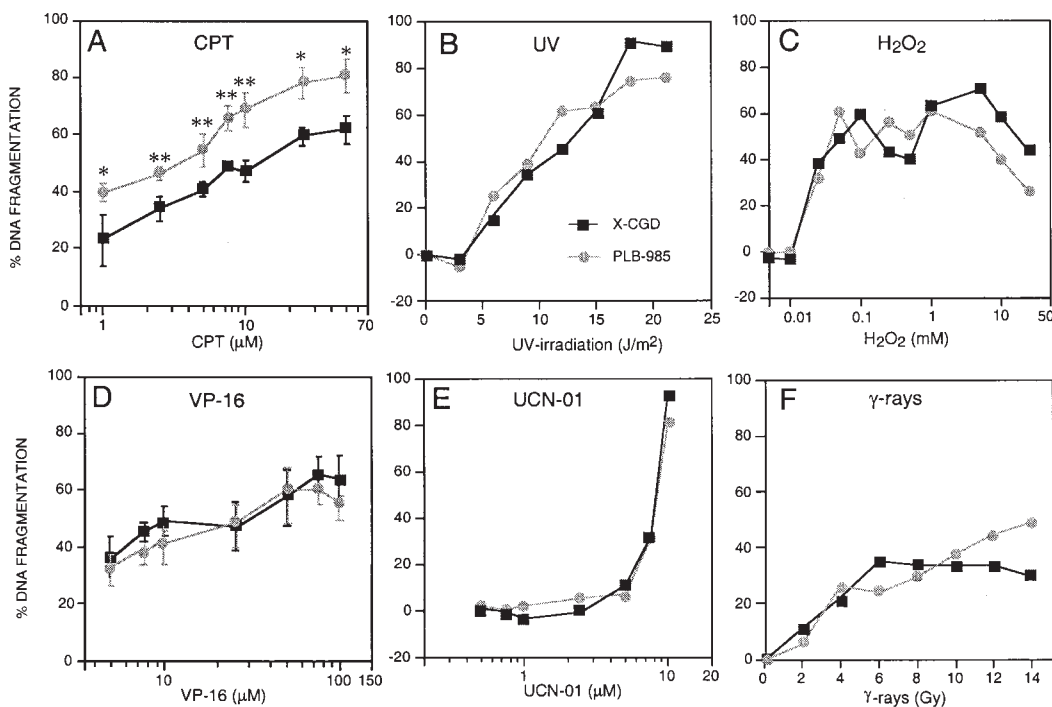 A
CPT
% DNA FRAGMENTATION
100
80
60
40
20
0
* ** ** ** ** * *
1 10 70
CPT (µM)
B
UV
100
80
60
40
20
0
-20
X-CGD
PLB-985
0 5 10 15 20 25
UV-irradiation (J/m²)
C
H₂O₂
100
80
60
40
20
0
-20
0.01 0.1 1 10 50
H₂O₂ (mM)
D
VP-16
% DNA FRAGMENTATION
100
80
60
40
20
0
10 100 150
VP-16 (µM)
E
UCN-01
100
80
60
40
20
0
-20
1 10 20
UCN-01 (µM)
F
γ-rays
100
80
60
40
20
0
0 2 4 6 8 10 12 14
γ-rays (Gy)